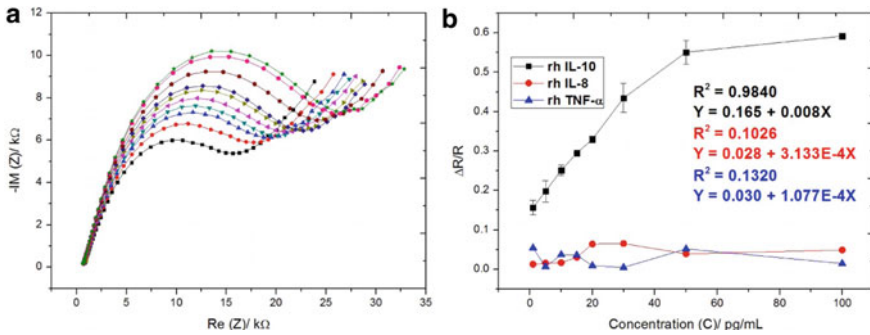 a
-IM (Z)/ kΩ
12
10
8
6
4
2
0
0
5
10
15
20
25
30
35
Re (Z)/ kΩ
b
ΔR/R
0.6
0.5
0.4
0.3
0.2
0.1
0.0
rh IL-10
rh IL-8
rh TNF-α
R² = 0.9840
Y = 0.165 + 0.008X
R² = 0.1026
Y = 0.028 + 3.133E-4X
R² = 0.1320
Y = 0.030 + 1.077E-4X
0
20
40
60
80
100
Concentration (C)/ pg/mL